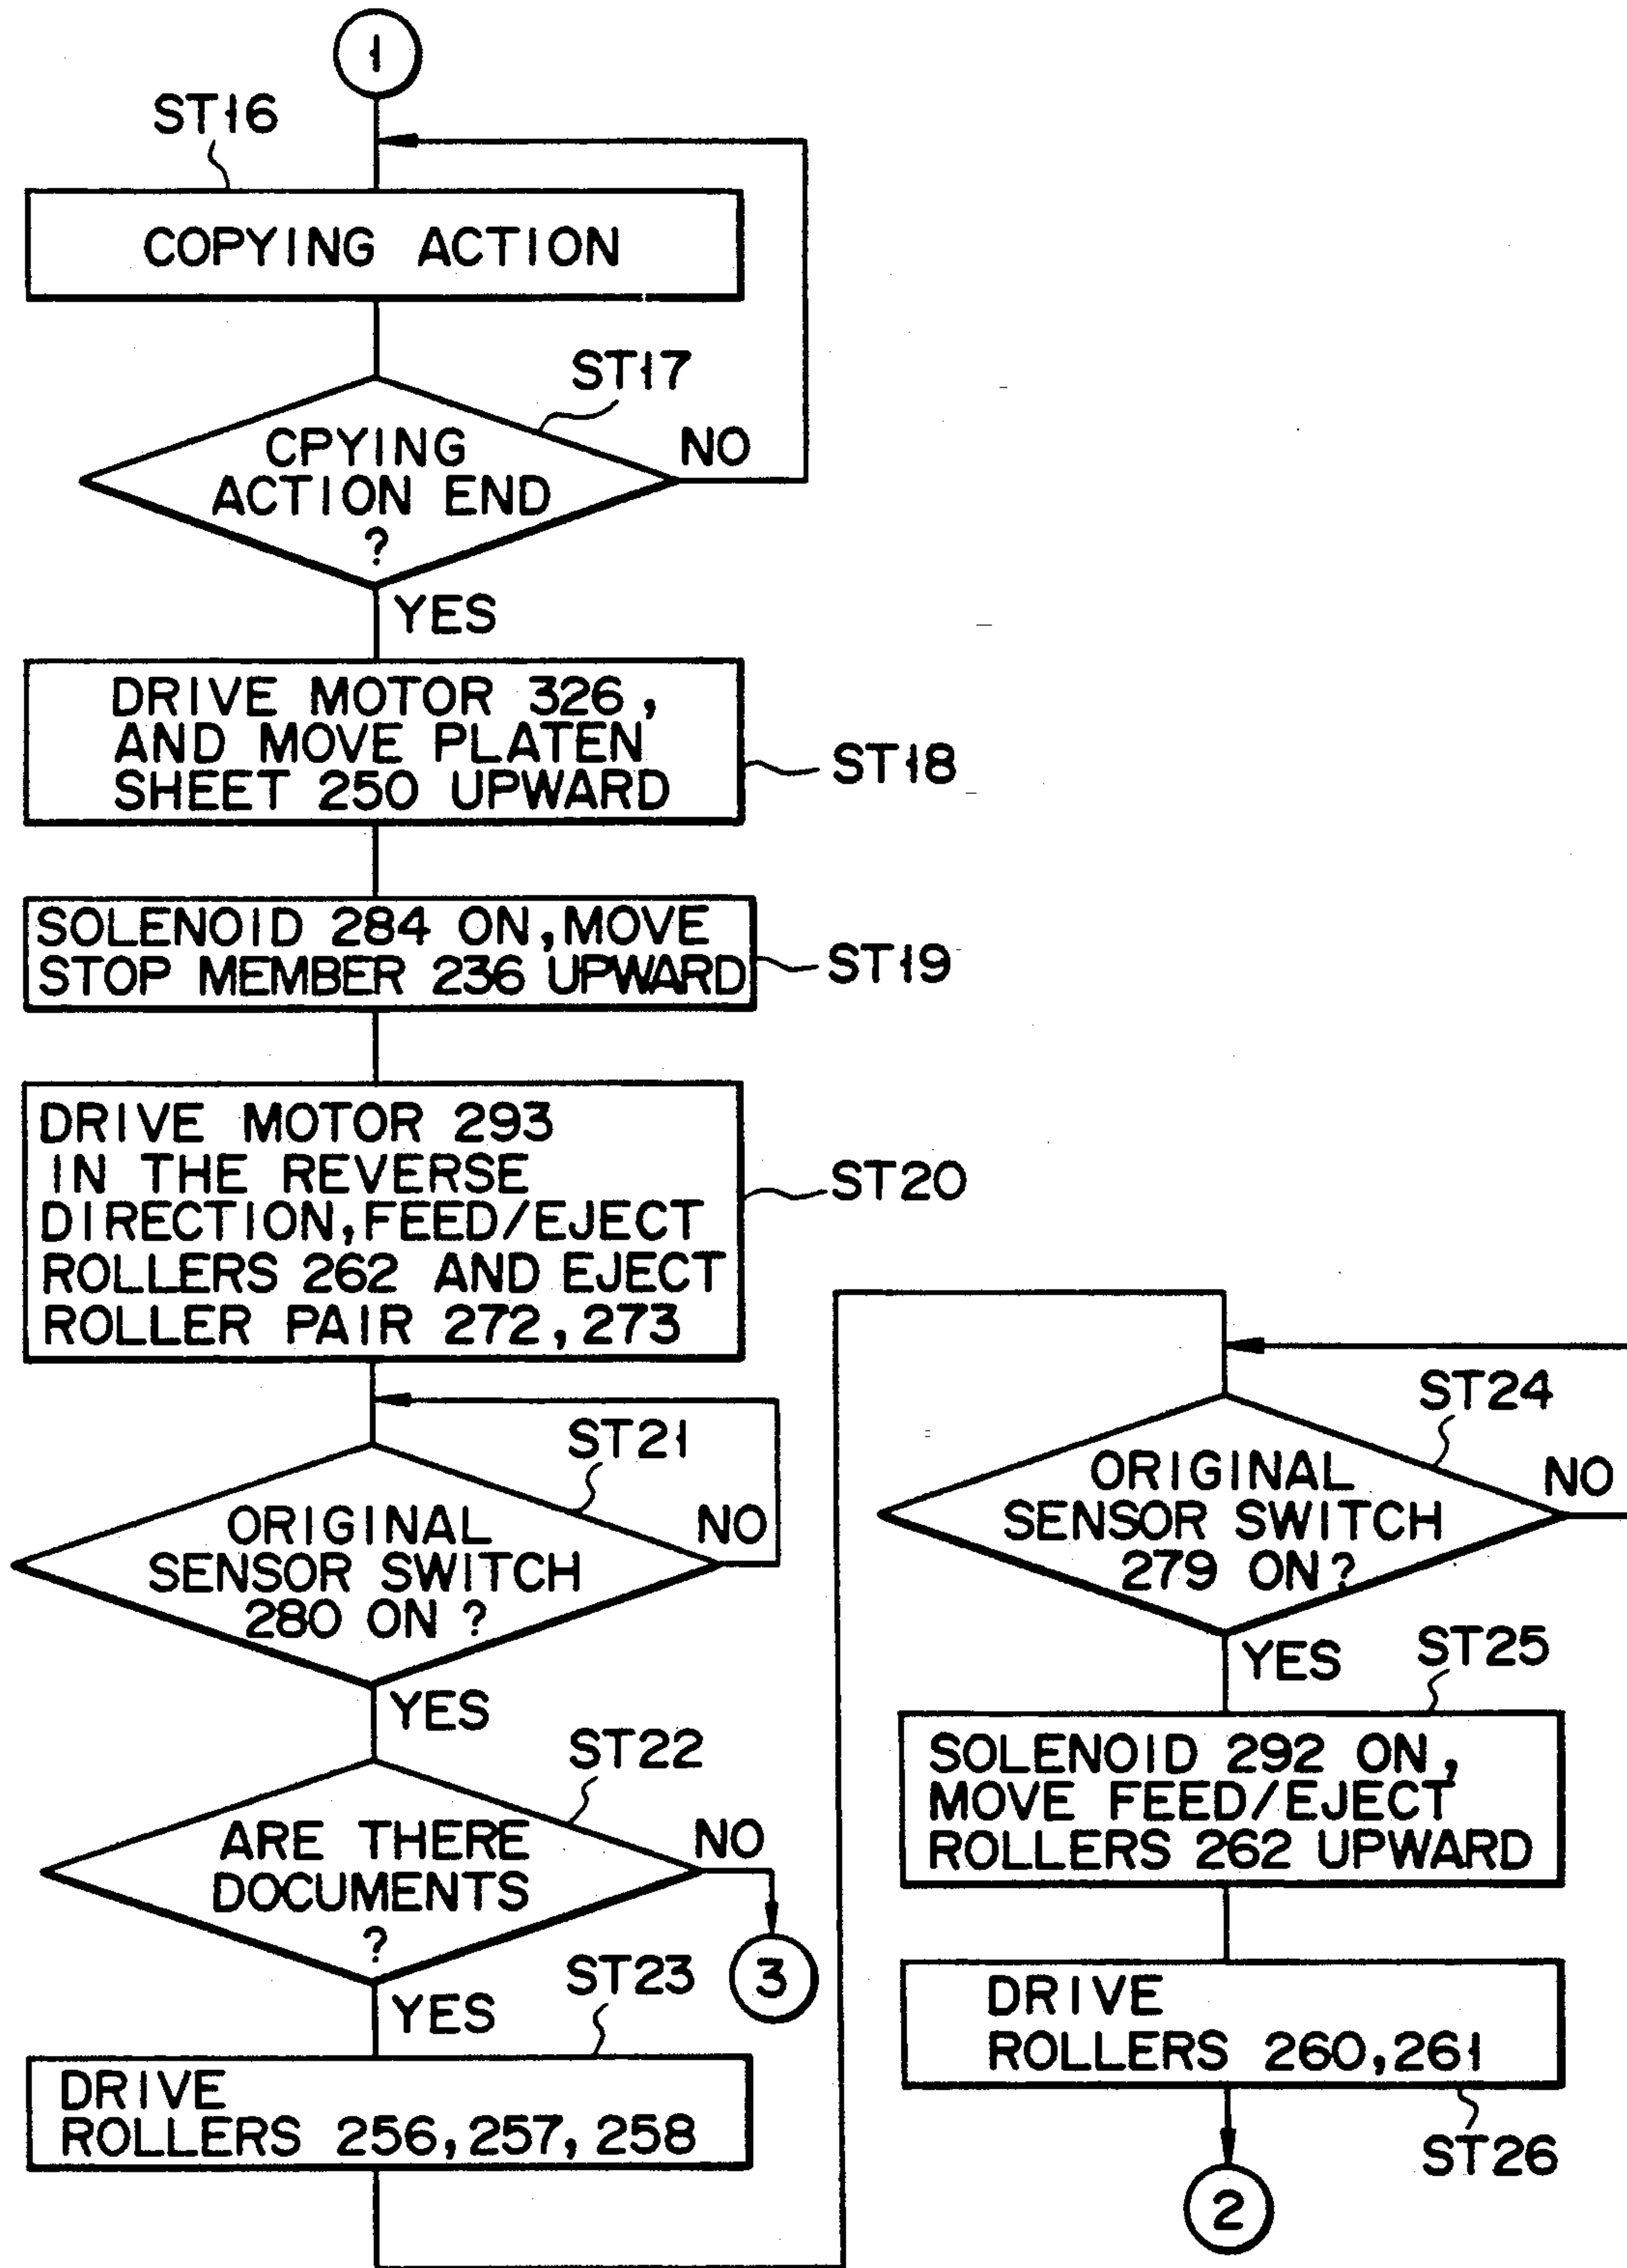 1
ST16
COPYING ACTION
ST17
CPYING
ACTION END
?
NO
YES
DRIVE MOTOR 326,
AND MOVE PLATEN
SHEET 250 UPWARD
ST18
SOLENOID 284 ON, MOVE
STOP MEMBER 236 UPWARD
ST19
DRIVE MOTOR 293
IN THE REVERSE
DIRECTION, FEED/EJECT
ROLLERS 262 AND EJECT
ROLLER PAIR 272, 273
ST20
ST21
ORIGINAL
SENSOR SWITCH
280 ON ?
NO
YES
ST22
ARE THERE
DOCUMENTS
?
NO
3
YES
ST23
DRIVE
ROLLERS 256, 257, 258
ST24
ORIGINAL
SENSOR SWITCH
279 ON ?
NO
YES
ST25
SOLENOID 292 ON,
MOVE FEED/EJECT
ROLLERS 262 UPWARD
DRIVE
ROLLERS 260, 261
ST26
2